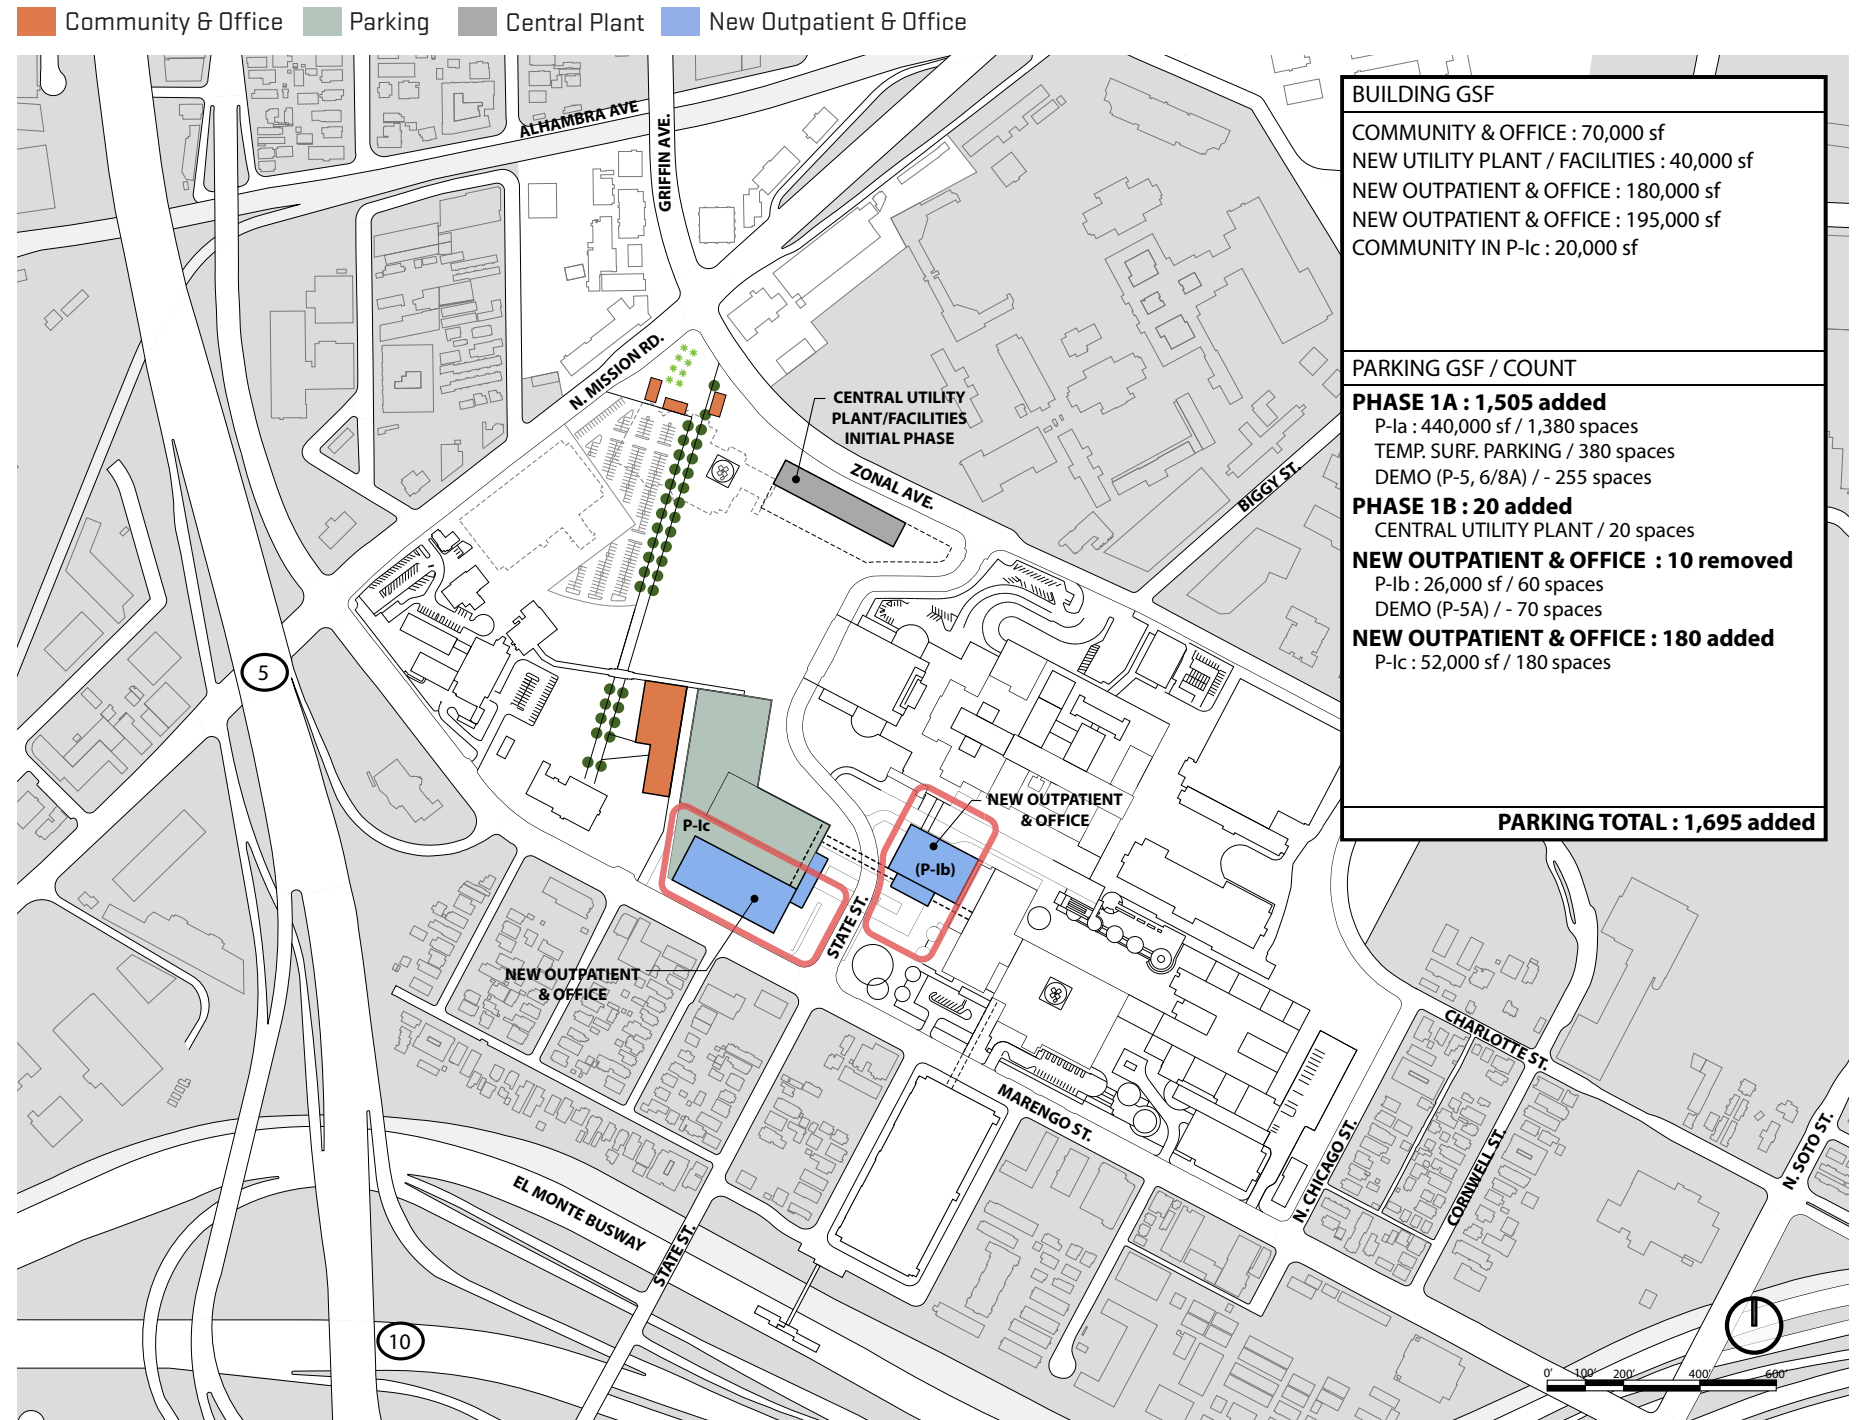 Community & Office
Parking
Central Plant
New Outpatient & Office
BUILDING GSF
COMMUNITY & OFFICE : 70,000 sf
NEW UTILITY PLANT / FACILITIES : 40,000 sf
NEW OUTPATIENT & OFFICE : 180,000 sf
NEW OUTPATIENT & OFFICE : 195,000 sf
COMMUNITY IN P-Ic : 20,000 sf
PARKING GSF / COUNT
PHASE 1A : 1,505 added
P-Ia : 440,000 sf / 1,380 spaces
TEMP. SURF. PARKING / 380 spaces
DEMO (P-5, 6/8A) / - 255 spaces
PHASE 1B : 20 added
CENTRAL UTILITY PLANT / 20 spaces
NEW OUTPATIENT & OFFICE : 10 removed
P-Ib : 26,000 sf / 60 spaces
DEMO (P-5A) / - 70 spaces
NEW OUTPATIENT & OFFICE : 180 added
P-Ic : 52,000 sf / 180 spaces
PARKING TOTAL : 1,695 added
ALHAMBRA AVE
GRIFFIN AVE.
N. MISSION RD.
CENTRAL UTILITY
PLANT/FACILITIES
INITIAL PHASE
ZONAL AVE.
BIGGY ST.
5
NEW OUTPATIENT
& OFFICE
P-Ic
(P-Ib)
STATE ST.
NEW OUTPATIENT
& OFFICE
CHARLOTTE ST.
MARENGO ST.
N. CHICAGO ST.
CORNWELL ST.
N. SOTO ST.
EL MONTE BUSWAY
STATE ST.
10
0' 100' 200' 400' 600'